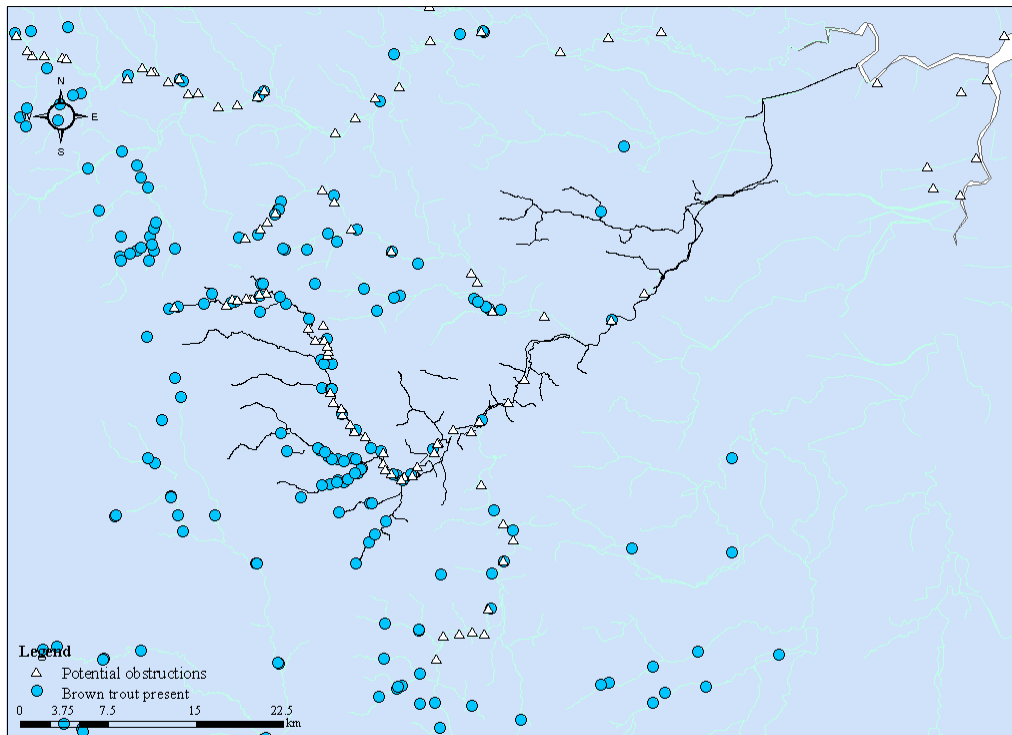 N
W E
S
Legend
Potential obstructions
Brown trout present
0 3.75 7.5 15 22.5
km